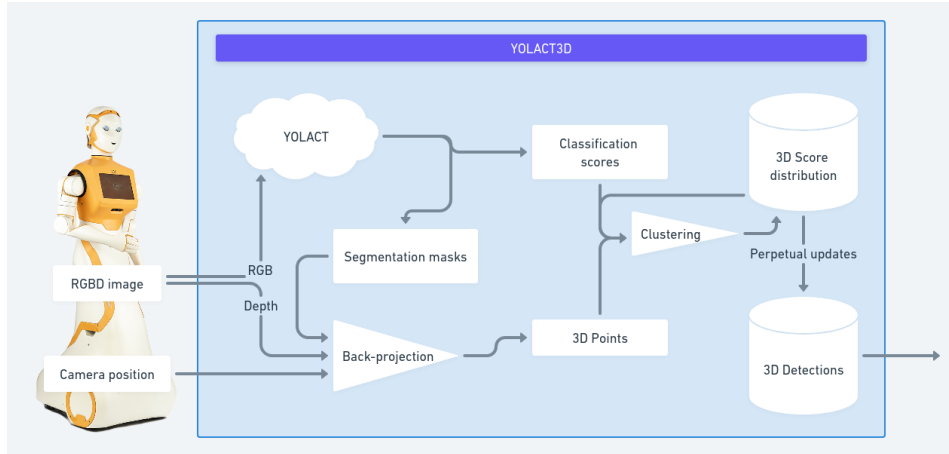 YOLACT3D
YOLACT
Classification
scores
3D Score
distribution
Clustering
Segmentation masks
Perpetual updates
RGB
RGBD image
Depth
3D Points
Back-projection
3D Detections
Camera position